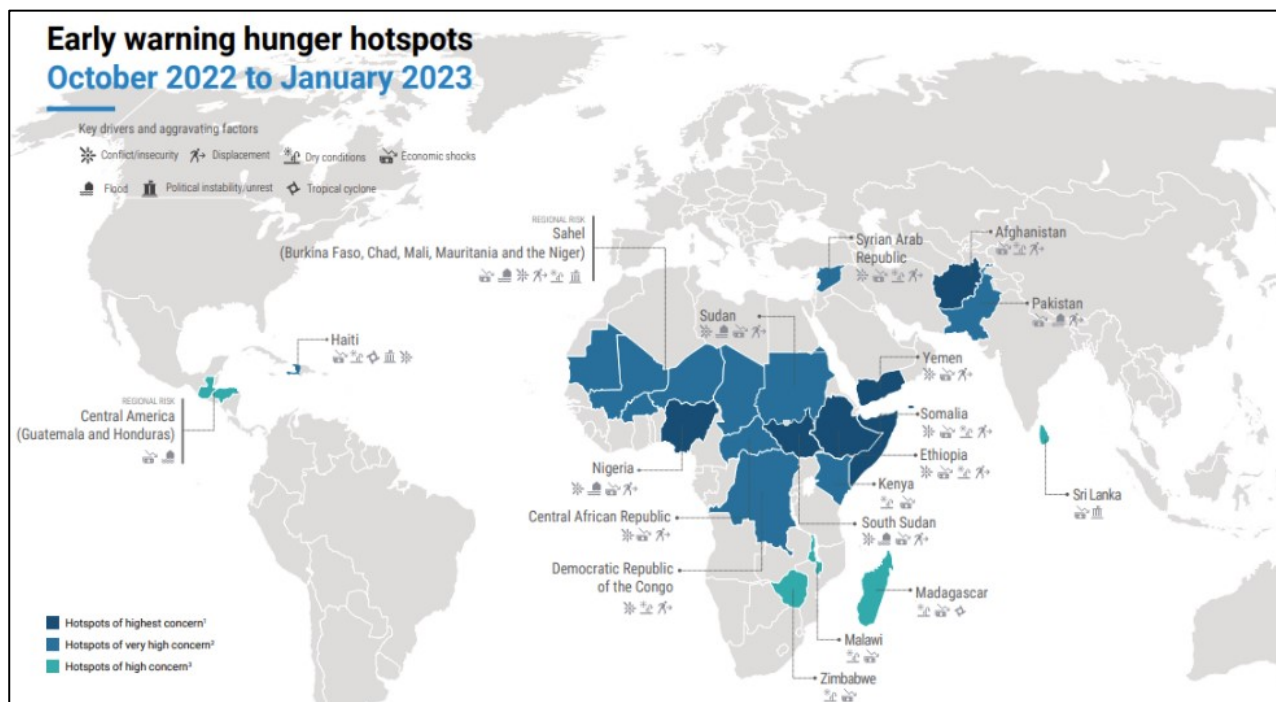 Early warning hunger hotspots
October 2022 to January 2023
Key drivers and aggravating factors
Conflict/insecurity Displacement Dry conditions Economic shocks
Flood Political instability/unrest Tropical cyclone
REGIONAL RISK
Sahel
(Burkina Faso, Chad, Mali, Mauritania and the Niger)
Syrian Arab
Republic
Afghanistan
Pakistan
Sudan
Haiti
Yemen
REGIONAL RISK
Central America
(Guatemala and Honduras)
Somalia
Ethiopia
Nigeria
Kenya
Sri Lanka
Central African Republic
South Sudan
Democratic Republic
of the Congo
Madagascar
Hotspots of highest concern¹
Hotspots of very high concern²
Hotspots of high concern³
Malawi
Zimbabwe